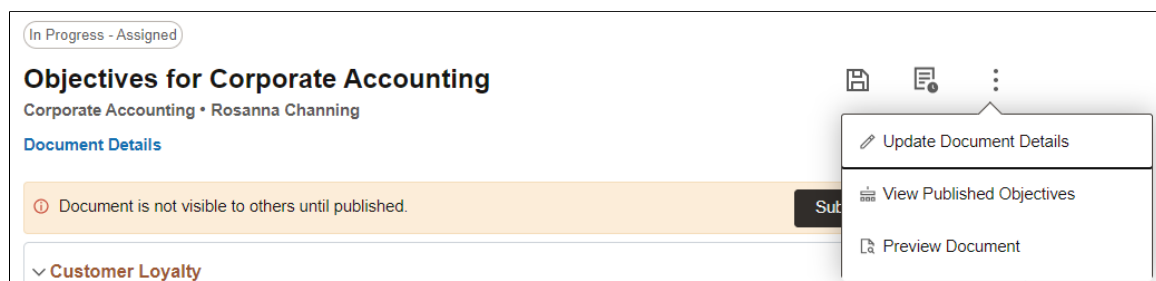 In Progress - Assigned
Objectives for Corporate Accounting
Corporate Accounting • Rosanna Channing
Document Details
Update Document Details
View Published Objectives
Preview Document
Document is not visible to others until published.
Customer Loyalty